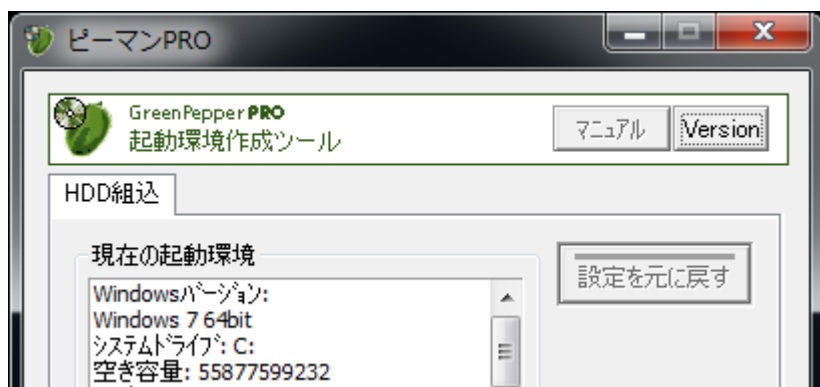 ピーマンPRO
GreenPepper PRO
起動環境作成ツール
マニュアル
Version
HDD組込
現在の起動環境
設定を元に戻す
Windowsバージョン:
Windows 7 64bit
システムドライブ: C:
空き容量: 55877599232